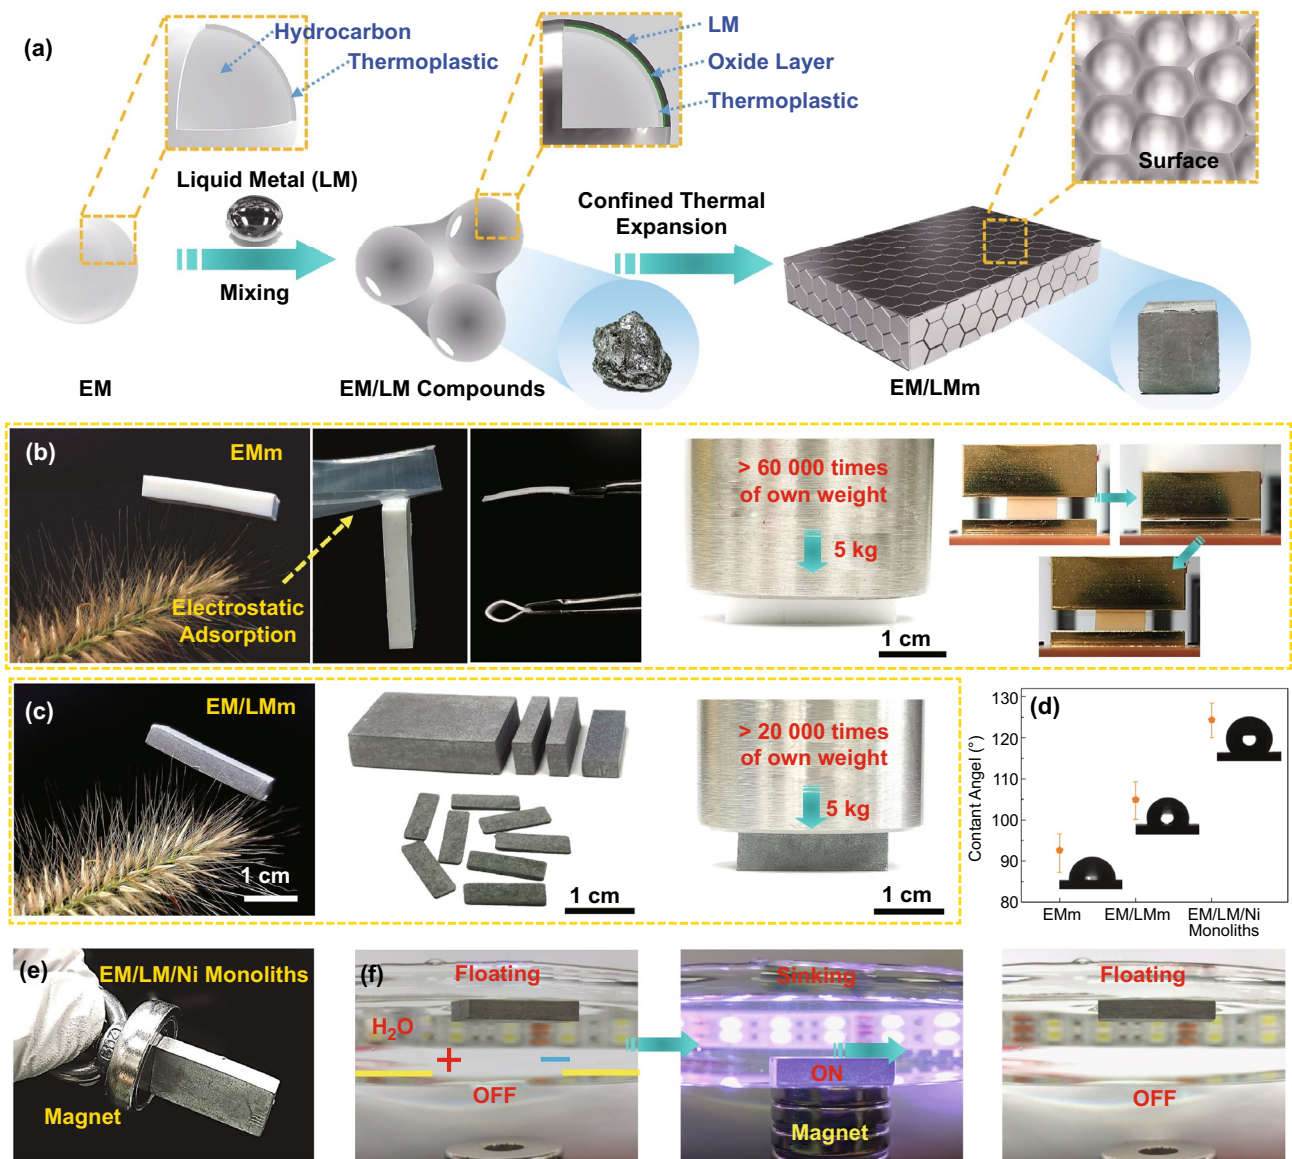 (a)
Hydrocarbon
Thermoplastic
LM
Oxide Layer
Thermoplastic
Surface
Liquid Metal (LM)
Mixing
Confined Thermal
Expansion
EM
EM/LM Compounds
EM/LMm
(b)
EMm
Electrostatic
Adsorption
> 60 000 times
of own weight
5 kg
1 cm
(c)
EM/LMm
1 cm
1 cm
> 20 000 times
of own weight
5 kg
1 cm
(d)
Contant Angel (°)
130
120
110
100
90
80
EMm
EM/LMm
EM/LM/Ni
Monoliths
(e)
EM/LM/Ni Monoliths
Magnet
(f)
Floating
H₂O
+
−
OFF
Sinking
ON
Magnet
Floating
OFF